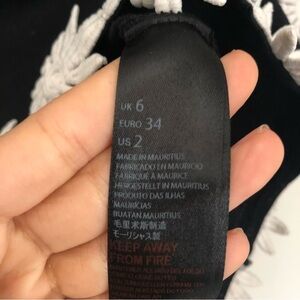 UK 6
EURO 34
US 2
MADE IN MAURITIUS
FABRICADO EN MAURICIO
FABRIQUÉ À MAURICE
HERGESTELLT IN MAURITIUS
PRODUTO DAS ILHAS
MAURÍCIAS
BUATAN MAURITIUS
毛里求斯制造
モーリシャス製
KEEP AWAY
FROM FIRE